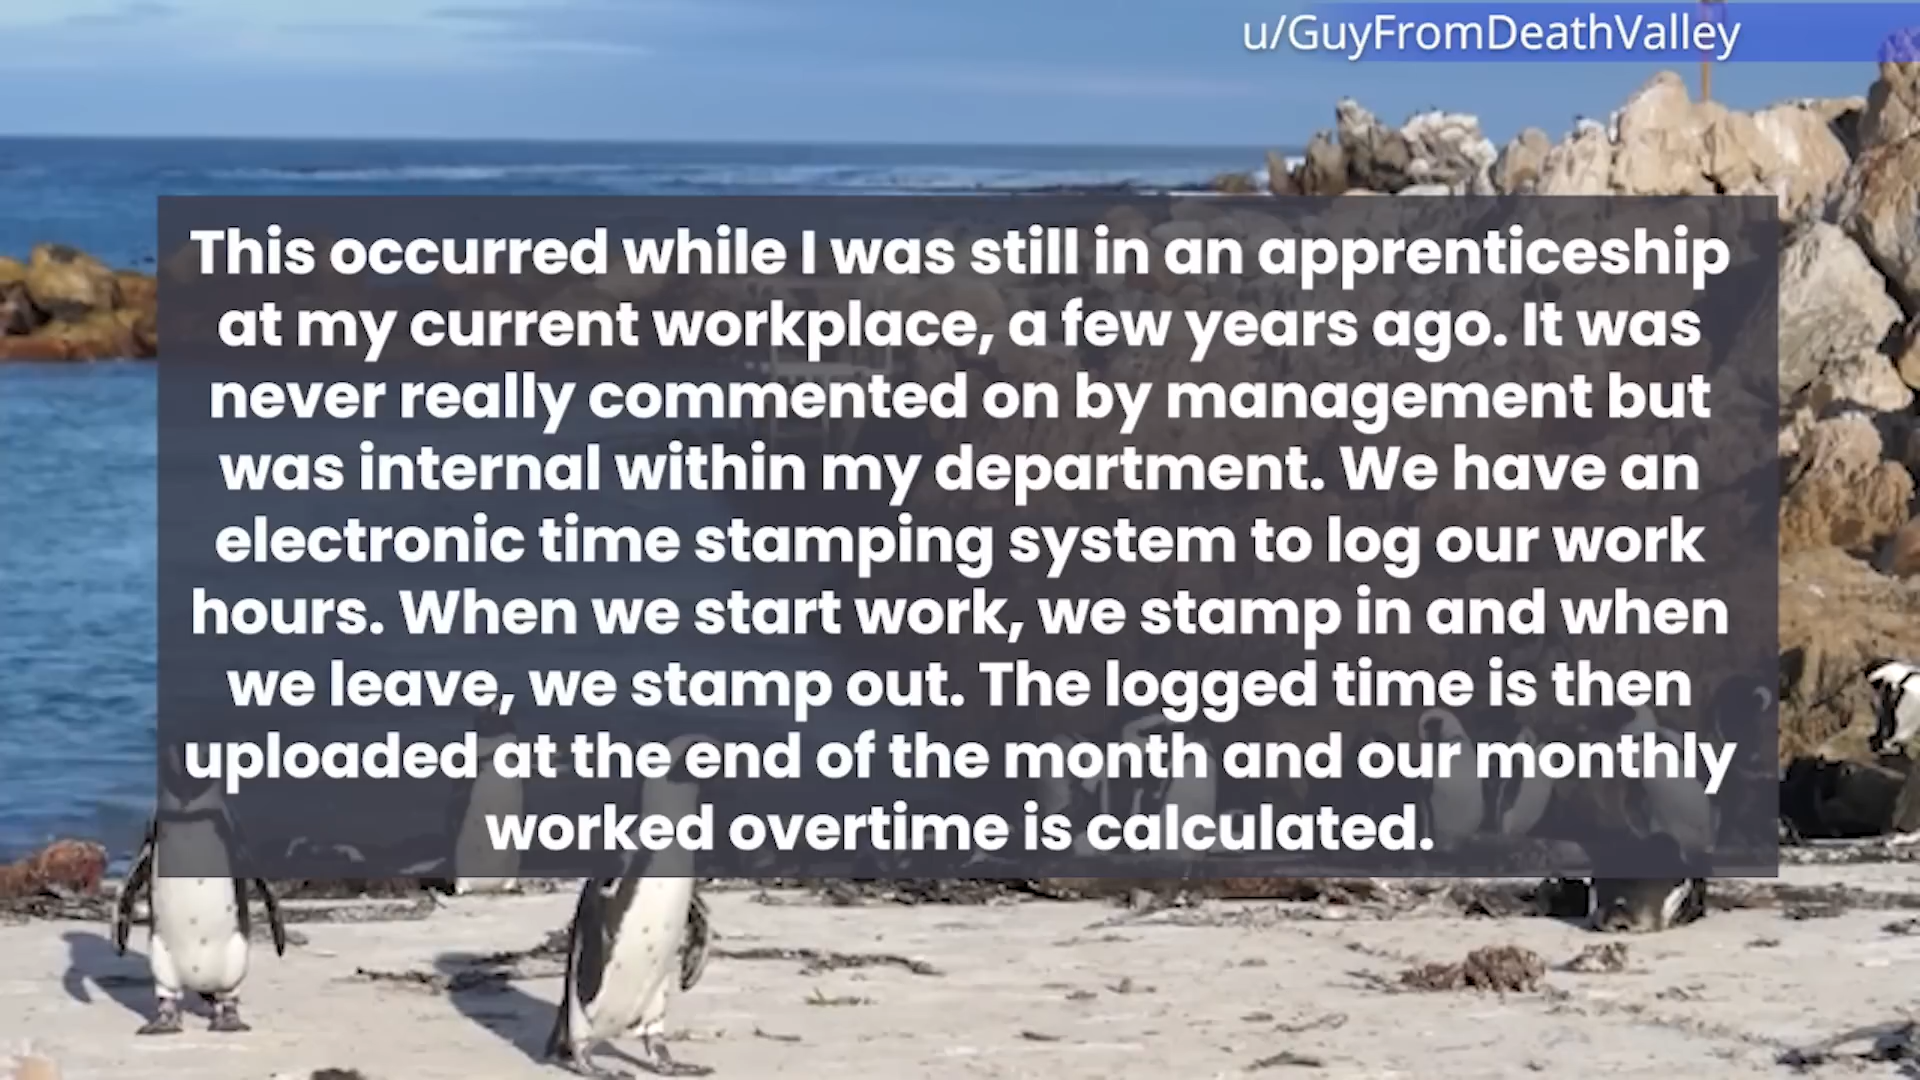 u/GuyFromDeathValley
This occurred while I was still in an apprenticeship
at my current workplace, a few years ago. It was
never really commented on by management but
was internal within my department. We have an
electronic time stamping system to log our work
hours. When we start work, we stamp in and when
we leave, we stamp out. The logged time is then
uploaded at the end of the month and our monthly
worked overtime is calculated.